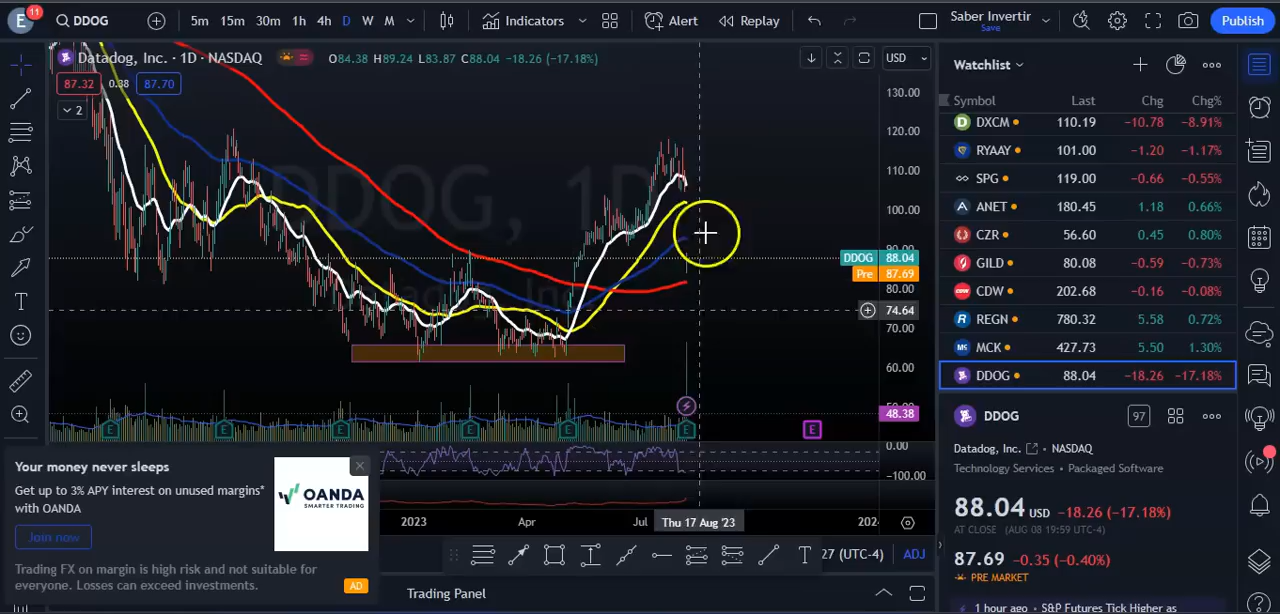 E 11 DDOG 5m 15m 30m 1h 4h D W M Indicators Alert Replay Saber Invertir Save Publish
Datadog, Inc. · 1D · NASDAQ O84.38 H89.24 L83.87 C88.04 −18.26 (−17.18%) USD
87.32 0.38 87.70
2
DDOG, 1D
130.00
120.00
110.00
100.00
90.00
DDOG 88.04
Pre 87.69
80.00
74.64
70.00
60.00
48.38
E E E E E E E
0.00
−100.00
2023 Apr Jul Thu 17 Aug '23 202
27 (UTC-4) ADJ
Trading Panel
Your money never sleeps
Get up to 3% APY interest on unused margins*
with OANDA
Join now
OANDA
SMARTER TRADING
Trading FX on margin is high risk and not suitable for
everyone. Losses can exceed investments.
AD
Watchlist
Symbol Last Chg Chg%
D DXCM 110.19 −10.78 −8.91%
RYAAY 101.00 −1.20 −1.17%
SPG 119.00 −0.66 −0.55%
ANET 180.45 1.18 0.66%
CZR 56.60 0.45 0.80%
GILD 80.08 −0.59 −0.73%
CDW 202.68 −0.16 −0.08%
R REGN 780.32 5.58 0.72%
MS MCK 427.73 5.50 1.30%
DDOG 88.04 −18.26 −17.18%
DDOG 97
Datadog, Inc. • NASDAQ
Technology Services • Packaged Software
88.04 USD −18.26 (−17.18%)
AT CLOSE (AUG 08 19:59 UTC-4)
87.69 −0.35 (−0.40%)
PRE MARKET
1 hour ago • S&P Futures Tick Higher as